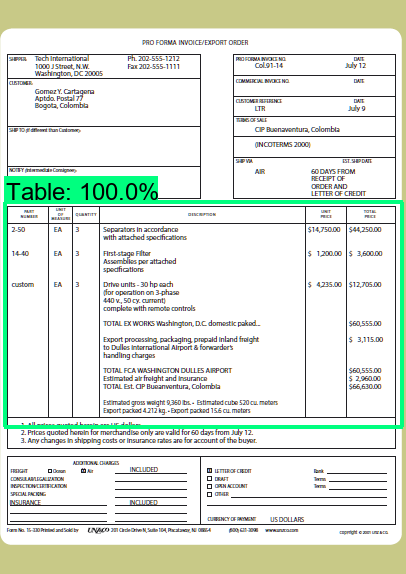 PRO FORMA INVOICE/EXPORT ORDER
SHIPPER: Tech International Ph. 202-555-1212
1000 J Street, N.W. Fax 202-555-1111
Washington, DC 20005
PRO FORMA INVOICE NO. DATE
Col.91-14 July 12
COMMERCIAL INVOICE NO. DATE
CUSTOMER:
Gomez Y. Cartagena
Aptdo. Postal 77
Bogota, Colombia
CUSTOMER REFERENCE DATE
LTR July 9
TERMS OF SALE
CIP Buenaventura, Colombia
(INCOTERMS 2000)
SHIP TO (if different than Customer)
SHIP VIA EST. SHIP DATE
AIR 60 DAYS FROM
RECEIPT OF
ORDER AND
LETTER OF CREDIT
NOTIFY (Intermediate Consignee)
Table: 100.0%
PART NUMBER UNIT OF MEASURE QUANTITY DESCRIPTION UNIT PRICE TOTAL PRICE
2-50 EA 3 Separators in accordance $14,750.00 $44,250.00
with attached specifications
14-40 EA 3 First-stage Filter $ 1,200.00 $ 3,600.00
Assemblies per attached
specifications
custom EA 3 Drive units - 30 hp each $ 4,235.00 $12,705.00
(for operation on 3-phase
440 v., 50 cy. current)
complete with remote controls
TOTAL EX WORKS Washington, D.C. domestic paked... $60,555.00
Export processing, packaging, prepaid inland freight $ 3,115.00
to Dulles International Airport & forwarder's
handling charges
TOTAL FCA WASHINGTON DULLES AIRPORT $60,555.00
Estimated air freight and insurance $ 2,960.00
TOTAL Est. CIP Bueanventura, Colombia $66,630.00
Estimated gross weight 9,360 lbs. • Estimated cube 520 cu. meters
Export packed 4.212 kg. • Export packed 15.6 cu. meters
1. All prices quoted herein are US dollars.
2. Prices quoted herein for merchandise only are valid for 60 days from July 12.
3. Any changes in shipping costs or insurance rates are for account of the buyer.
ADDITIONAL CHARGES
FREIGHT Ocean Air INCLUDED
CONSULAR/LEGALIZATION
INSPECTION/CERTIFICATION
SPECIAL PACKING
INSURANCE INCLUDED
LETTER OF CREDIT Bank
DRAFT Terms
OPEN ACCOUNT Terms
OTHER
CURRENCY OF PAYMENT US DOLLARS
Form No. 15-330 Printed and Sold by UNZCO 201 Circle Drive N, Suite 104, Piscataway, NJ 08854 (800) 631-3098 www.unzco.com copyright © 2001 UNZ & CO.